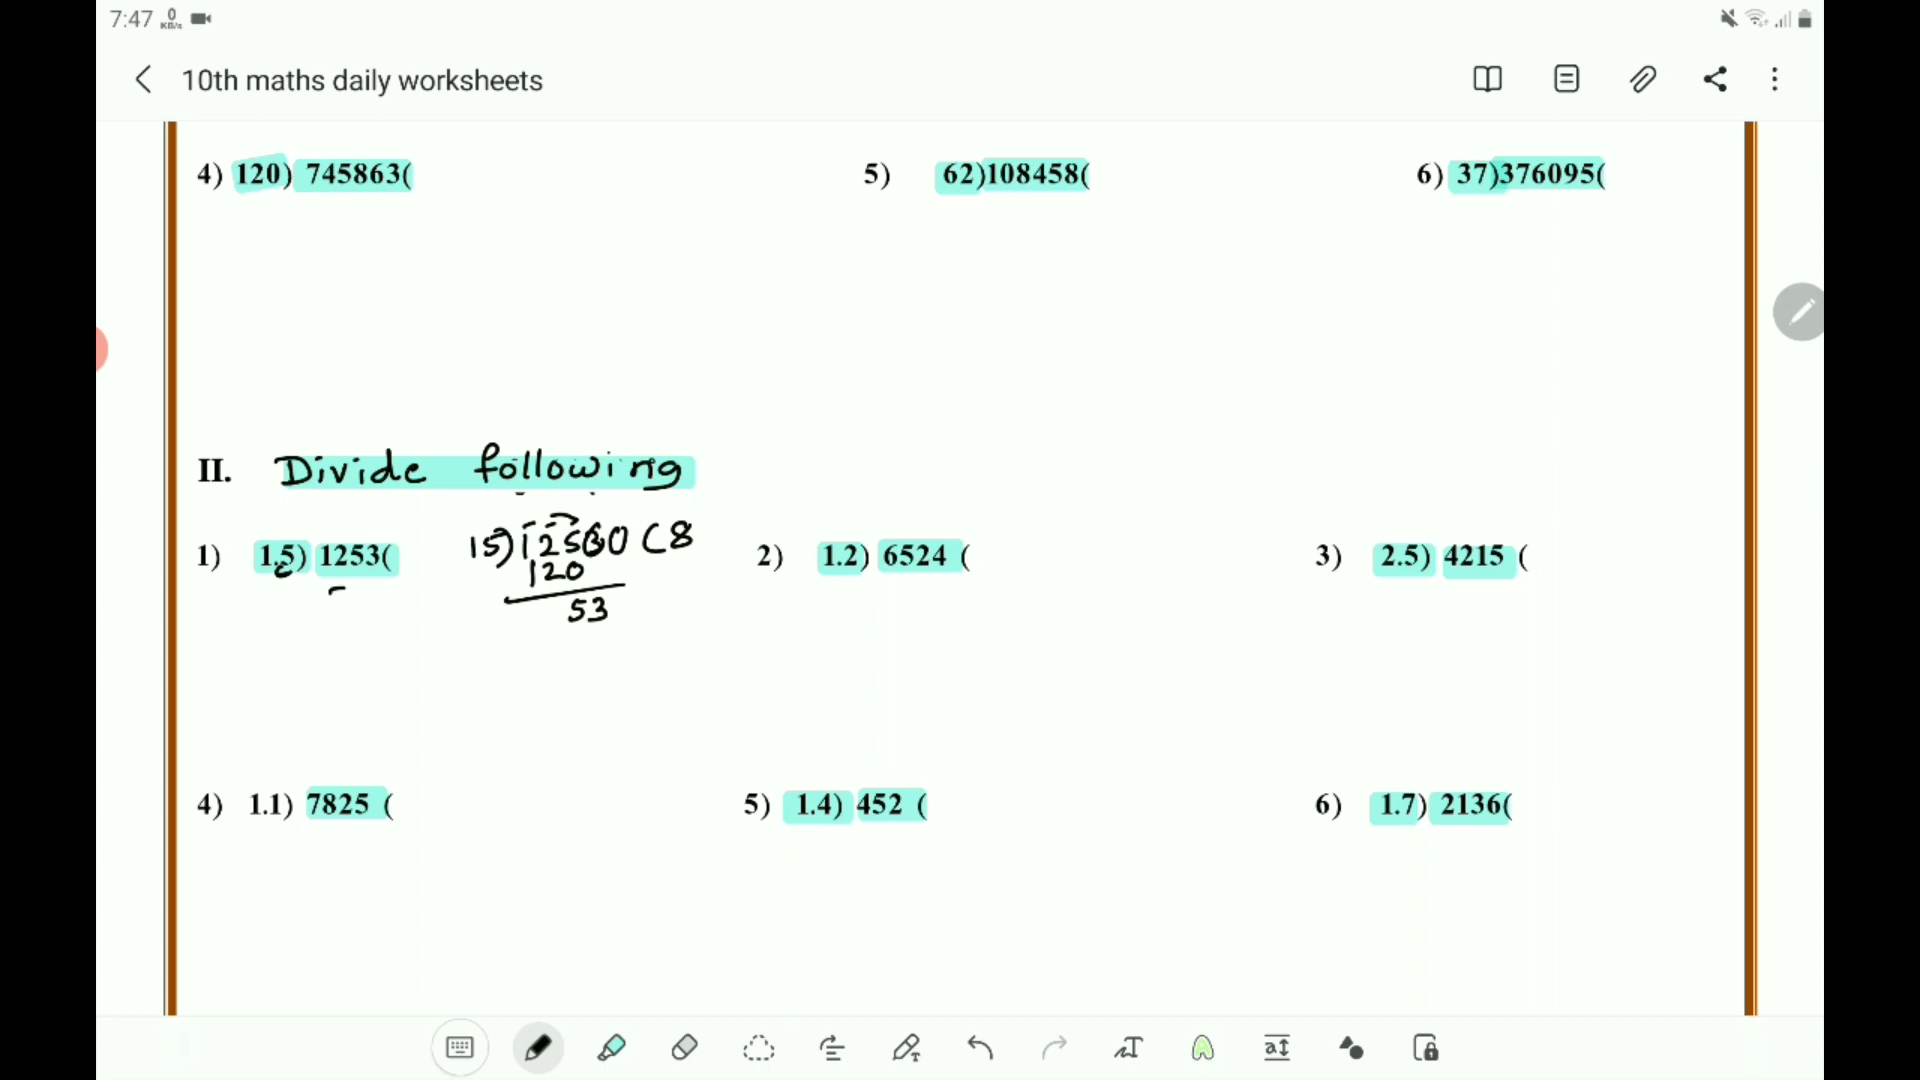 7:47 0 KB/s
10th maths daily worksheets
4) 120) 745863(
5) 62)108458(
6) 37)376095(
II. Divide following
1) 1.5) 1253(
15)12530(8
120
53
2) 1.2) 6524 (
3) 2.5) 4215 (
4) 1.1) 7825 (
5) 1.4) 452 (
6) 1.7) 2136(